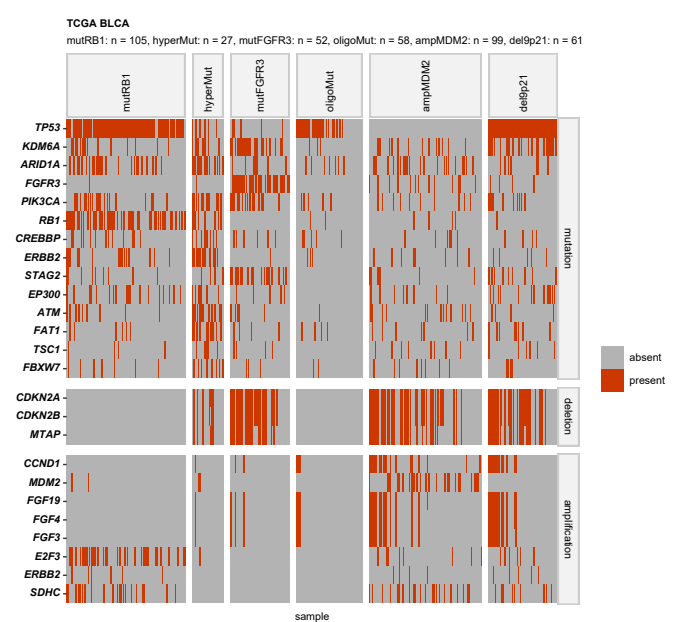 TCGA BLCA
mutRB1: n = 105, hyperMut: n = 27, mutFGFR3: n = 52, oligoMut: n = 58, ampMDM2: n = 99, del9p21: n = 61
mutRB1
hyperMut
mutFGFR3
oligoMut
ampMDM2
del9p21
TP53
KDM6A
ARID1A
FGFR3
PIK3CA
RB1
CREBBP
ERBB2
STAG2
EP300
ATM
FAT1
TSC1
FBXW7
mutation
CDKN2A
CDKN2B
MTAP
deletion
CCND1
MDM2
FGF19
FGF4
FGF3
E2F3
ERBB2
SDHC
amplification
absent
present
sample